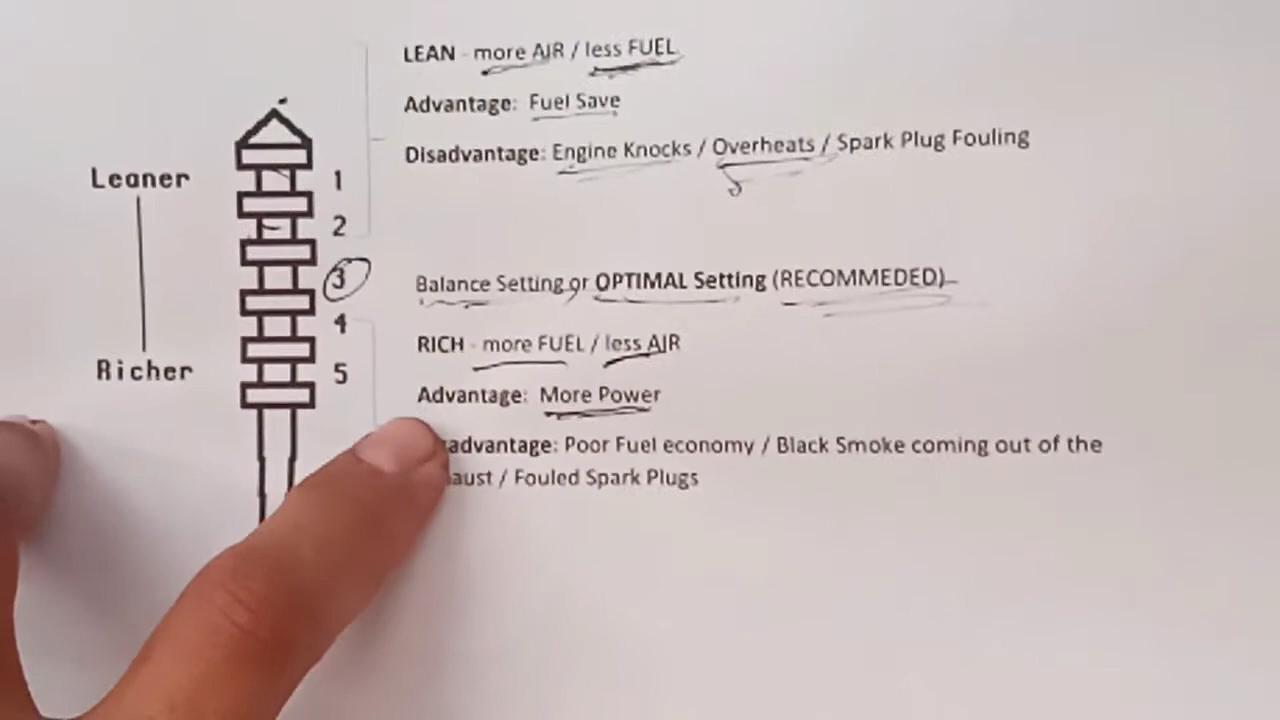 LEAN - more AIR / less FUEL
Advantage: Fuel Save
Disadvantage: Engine Knocks / Overheats / Spark Plug Fouling
Leaner
1
2
3
Balance Setting or OPTIMAL Setting (RECOMMEDED)
4
RICH - more FUEL / less AIR
Richer
5
Advantage: More Power
advantage: Poor Fuel economy / Black Smoke coming out of the
aust / Fouled Spark Plugs